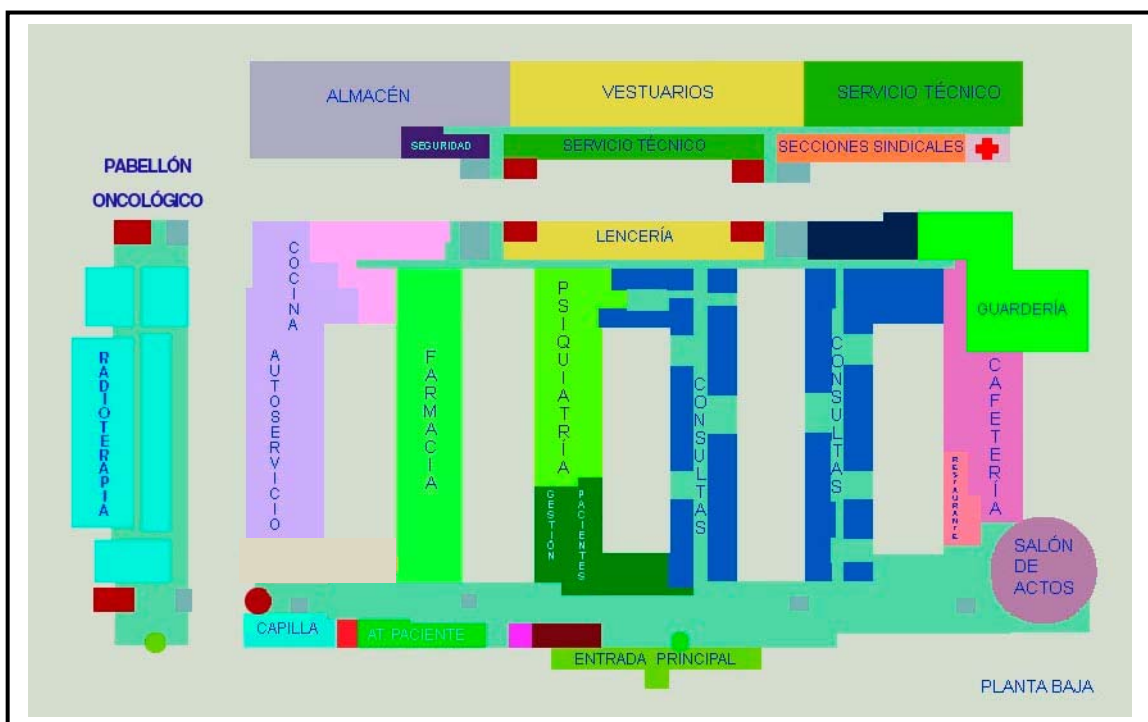 ALMACÉN
VESTUARIOS
SERVICIO TÉCNICO
SEGURIDAD
SERVICIO TÉCNICO
SECCIONES SINDICALES
PABELLÓN
ONCOLÓGICO
COCINA
LENCERÍA
GUARDERÍA
RADIOTERAPIA
AUTOSERVICIO
FARMACIA
PSIQUIATRÍA
CONSULTAS
CONSULTAS
CAFETERÍA
RESTAURANTE
GESTIÓN
PACIENTES
SALÓN
DE
ACTOS
CAPILLA
AT. PACIENTE
ENTRADA PRINCIPAL
PLANTA BAJA